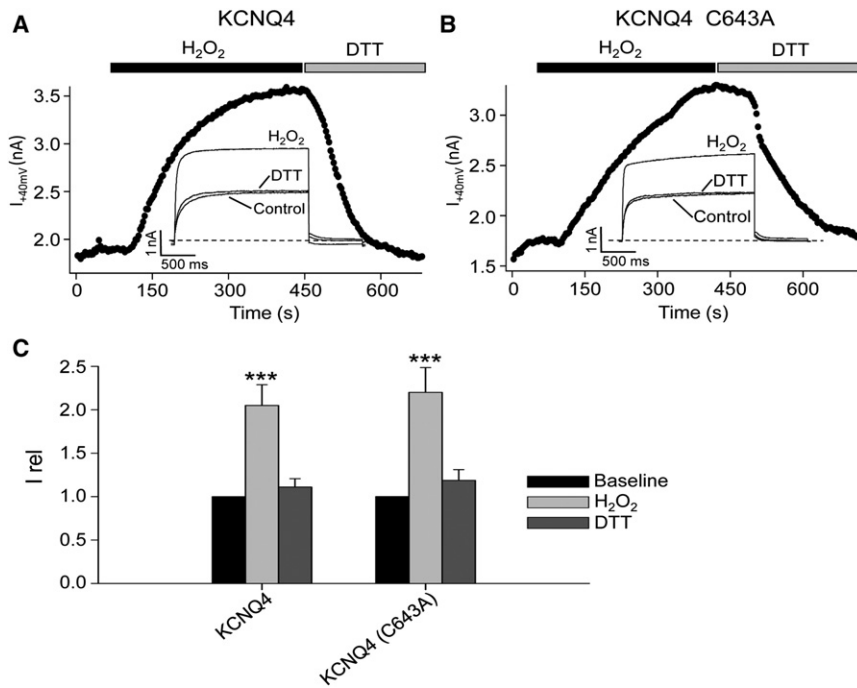 A
KCNQ4
H₂O₂
DTT
3.5
3.0
2.5
2.0
I+40mV(nA)
H₂O₂
DTT
Control
1 nA
500 ms
0
150
300
450
600
Time (s)
B
KCNQ4 C643A
H₂O₂
DTT
3.0
2.5
2.0
1.5
I+40mV(nA)
H₂O₂
DTT
Control
1 nA
500 ms
0
150
300
450
600
Time (s)
C
2.5
2.0
1.5
1.0
0.5
0.0
I rel
***
***
KCNQ4
KCNQ4 (C643A)
Baseline
H₂O₂
DTT